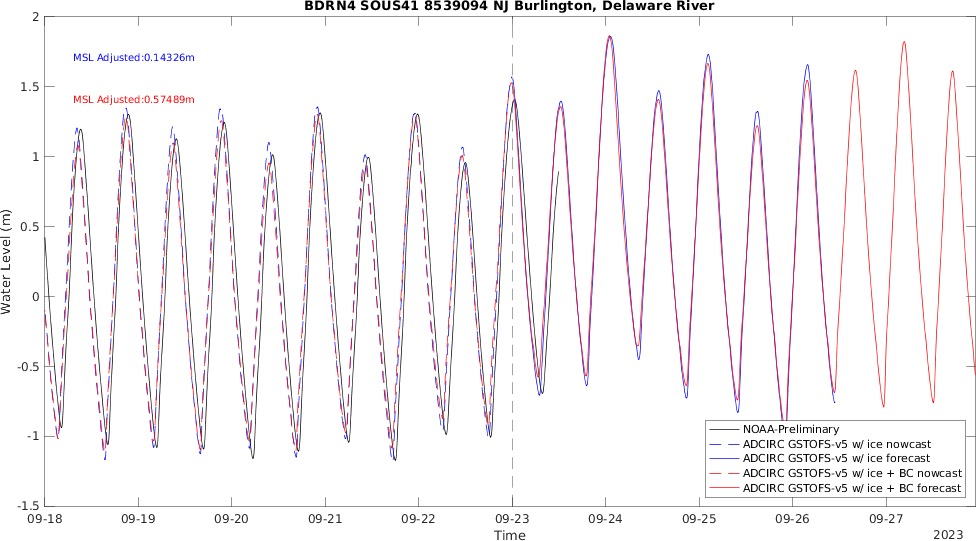 BDRN4 SOUS41 8539094 NJ Burlington, Delaware River
2
MSL Adjusted:0.14326m
1.5
MSL Adjusted:0.57489m
1
0.5
Water Level (m)
0
-0.5
-1
-1.5
NOAA-Preliminary
ADCIRC GSTOFS-v5 w/ ice nowcast
ADCIRC GSTOFS-v5 w/ ice forecast
ADCIRC GSTOFS-v5 w/ ice + BC nowcast
ADCIRC GSTOFS-v5 w/ ice + BC forecast
09-18 09-19 09-20 09-21 09-22 09-23 09-24 09-25 09-26 09-27
Time
2023